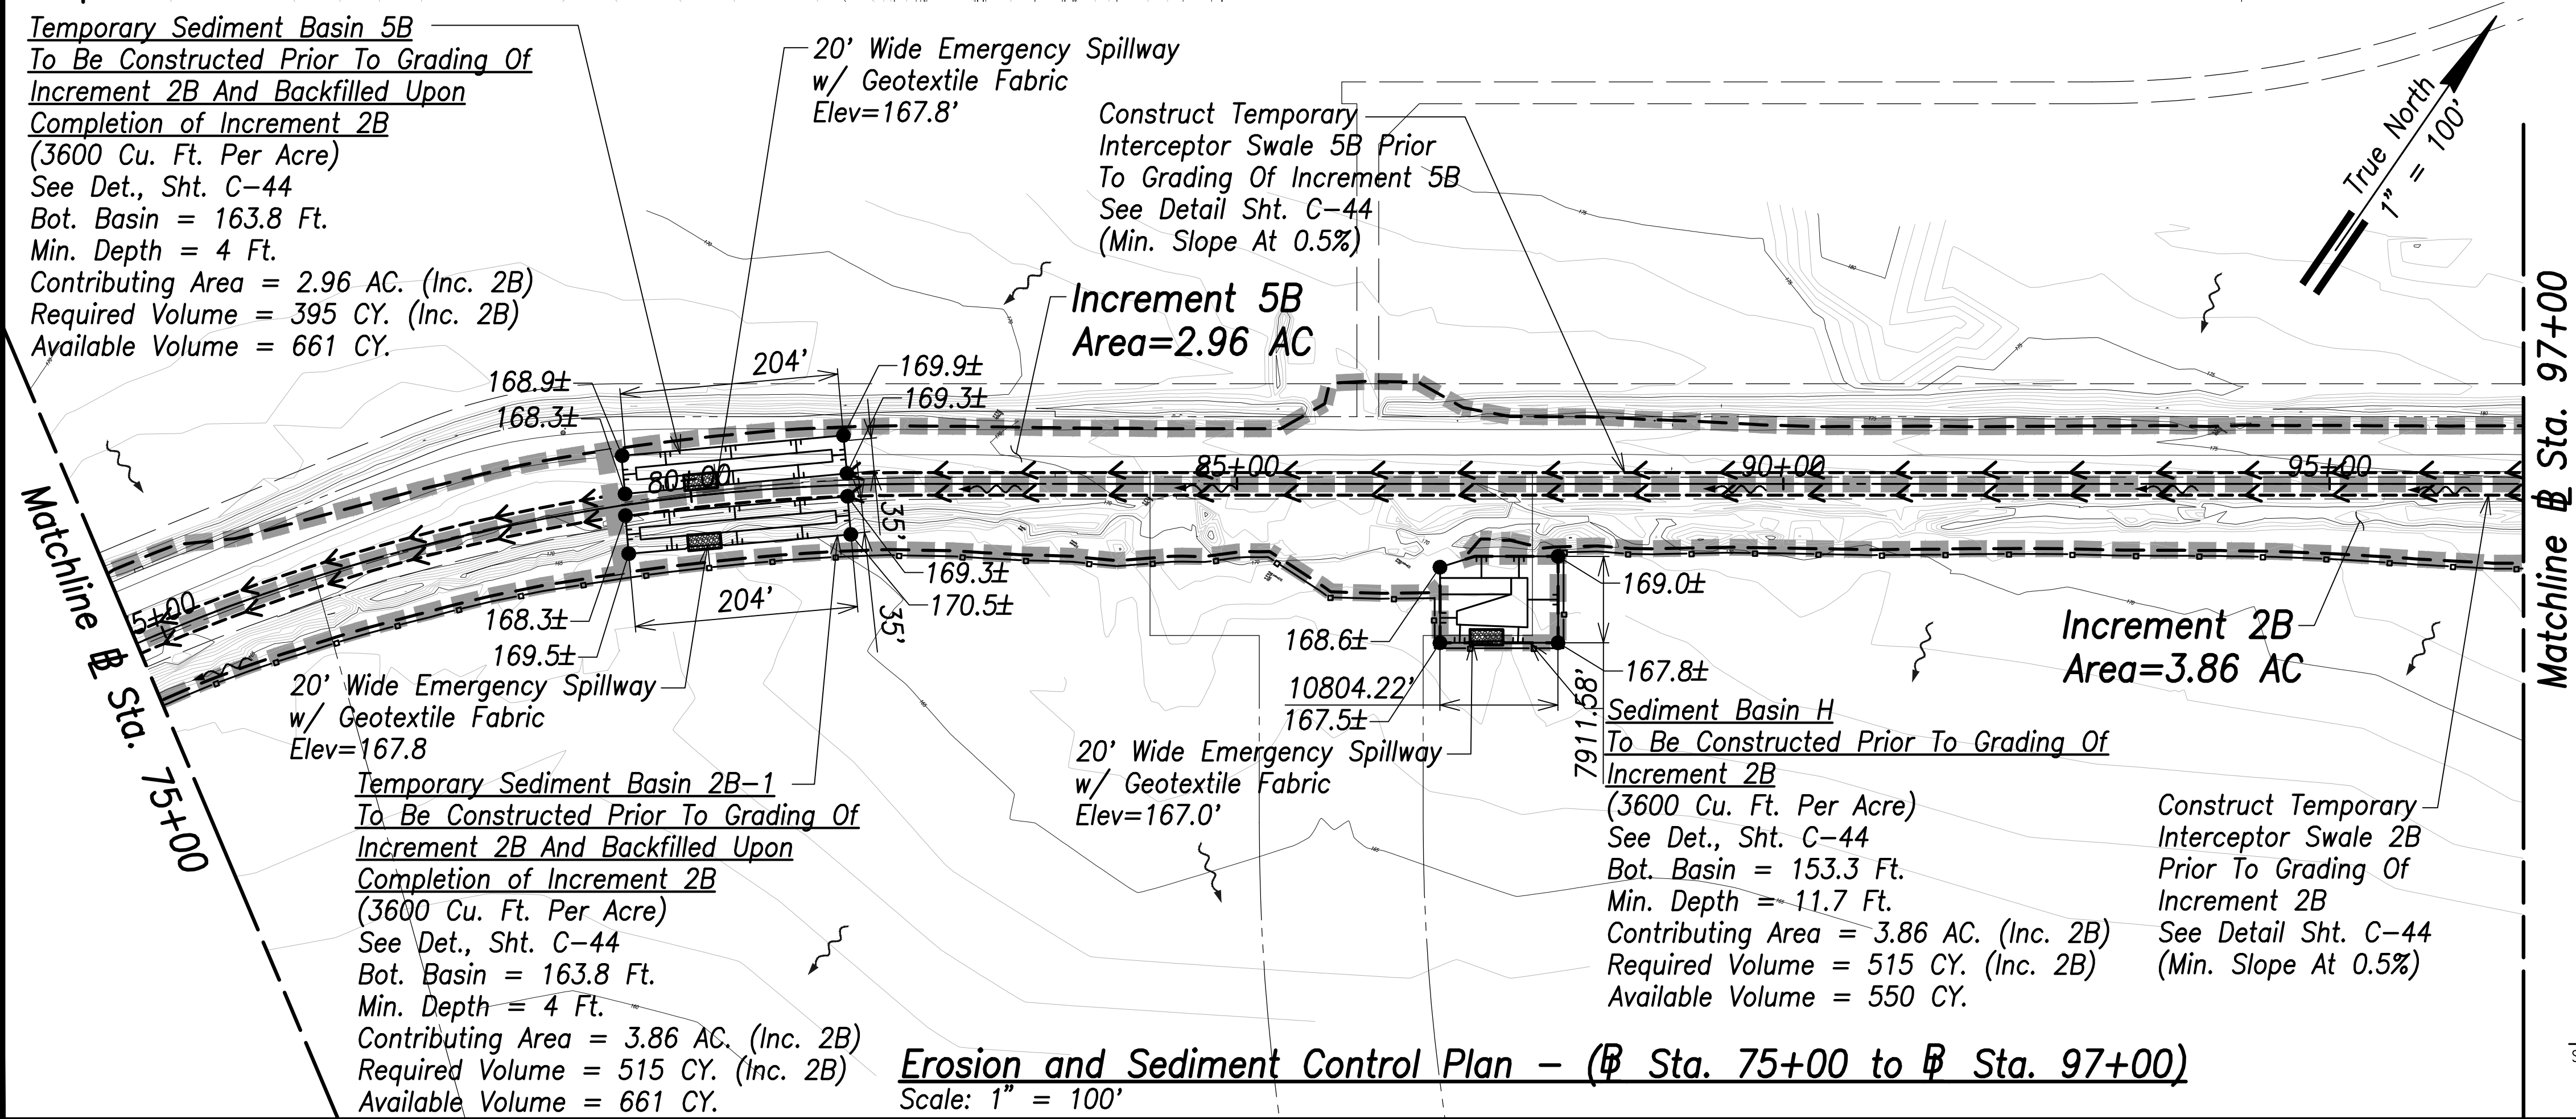 Temporary Sediment Basin 5B
To Be Constructed Prior To Grading Of
Increment 2B And Backfilled Upon
Completion of Increment 2B
(3600 Cu. Ft. Per Acre)
See Det., Sht. C-44
Bot. Basin = 163.8 Ft.
Min. Depth = 4 Ft.
Contributing Area = 2.96 AC. (Inc. 2B)
Required Volume = 395 CY. (Inc. 2B)
Available Volume = 661 CY.
20' Wide Emergency Spillway
w/ Geotextile Fabric
Elev=167.8'
Construct Temporary
Interceptor Swale 5B Prior
To Grading Of Increment 5B
See Detail Sht. C-44
(Min. Slope At 0.5%)
Increment 5B
Area=2.96 AC
True North
1" = 100'
204'
168.9±
168.3±
169.9±
169.3±
80+00
85+00
90+00
95+00
35'
169.3±
170.5±
35'
204'
168.3±
169.5±
5+00
Matchline B Sta. 75+00
Matchline B Sta. 97+00
20' Wide Emergency Spillway
w/ Geotextile Fabric
Elev=167.8
Temporary Sediment Basin 2B-1
To Be Constructed Prior To Grading Of
Increment 2B And Backfilled Upon
Completion of Increment 2B
(3600 Cu. Ft. Per Acre)
See Det., Sht. C-44
Bot. Basin = 163.8 Ft.
Min. Depth = 4 Ft.
Contributing Area = 3.86 AC. (Inc. 2B)
Required Volume = 515 CY. (Inc. 2B)
Available Volume = 661 CY.
169.0±
168.6±
167.8±
10804.22'
167.5±
7911.58'
20' Wide Emergency Spillway
w/ Geotextile Fabric
Elev=167.0'
Increment 2B
Area=3.86 AC
Sediment Basin H
To Be Constructed Prior To Grading Of
Increment 2B
(3600 Cu. Ft. Per Acre)
See Det., Sht. C-44
Bot. Basin = 153.3 Ft.
Min. Depth = 11.7 Ft.
Contributing Area = 3.86 AC. (Inc. 2B)
Required Volume = 515 CY. (Inc. 2B)
Available Volume = 550 CY.
Construct Temporary
Interceptor Swale 2B
Prior To Grading Of
Increment 2B
See Detail Sht. C-44
(Min. Slope At 0.5%)
Erosion and Sediment Control Plan - (B Sta. 75+00 to B Sta. 97+00)
Scale: 1" = 100'